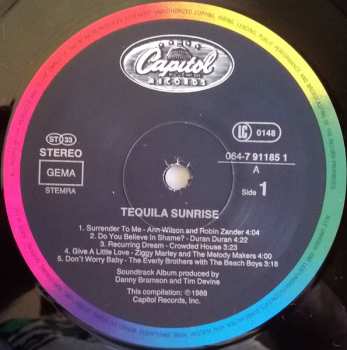 Capitol
RECORDS
ST 33
STEREO
GEMA
STEMRA
LC 0148
064-7 91185 1
A
Side 1
TEQUILA SUNRISE
1. Surrender To Me - Ann Wilson and Robin Zander 4:04
2. Do You Believe In Shame? - Duran Duran 4:23
3. Recurring Dream - Crowded House 3:23
4. Give A Little Love - Ziggy Marley and The Melody Makers 4:00
5. Don't Worry Baby - The Everly Brothers with The Beach Boys 3:18
Soundtrack Album produced by
Danny Bramson and Tim Devine
This compilation: ℗1988
Capitol Records, Inc.